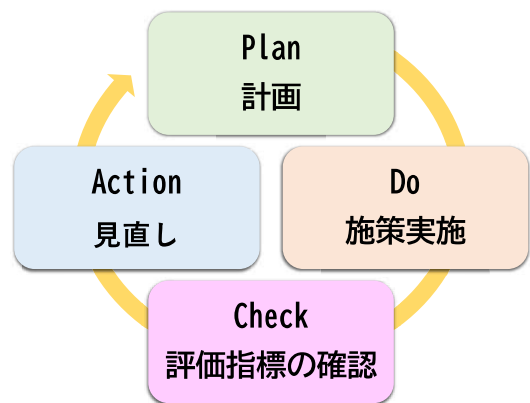 Plan
計画
Do
施策実施
Check
評価指標の確認
Action
見直し